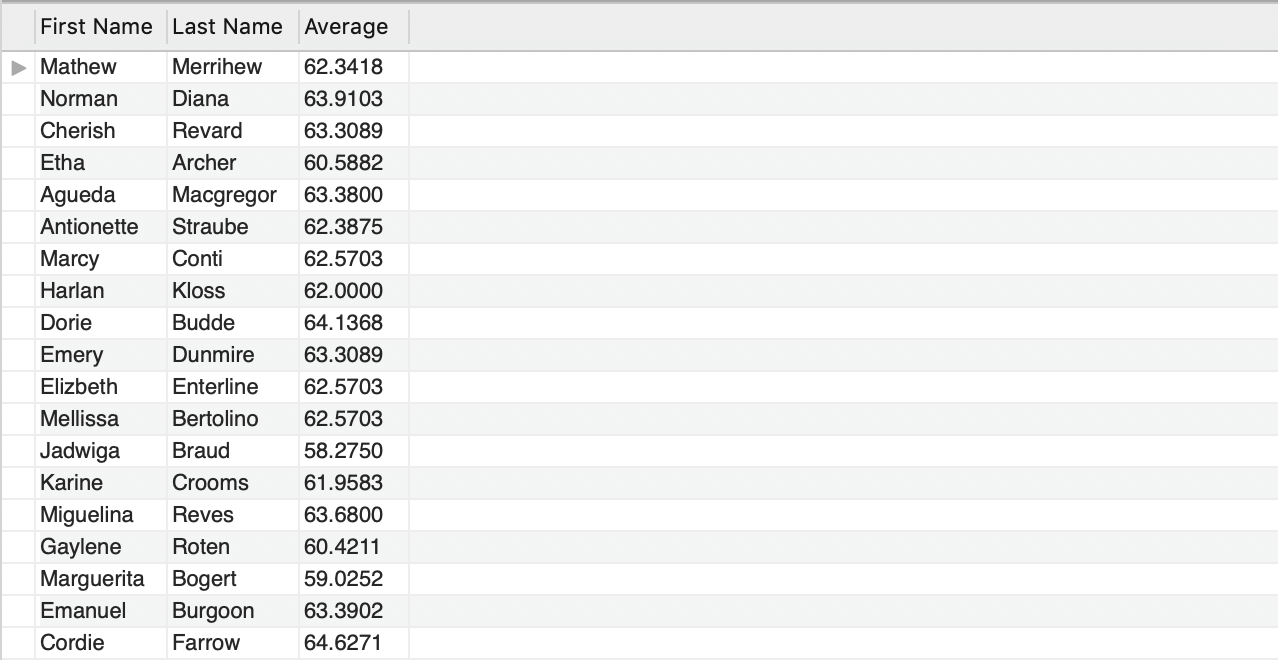 First Name Last Name Average
Mathew Merrihew 62.3418
Norman Diana 63.9103
Cherish Revard 63.3089
Etha Archer 60.5882
Agueda Macgregor 63.3800
Antionette Straube 62.3875
Marcy Conti 62.5703
Harlan Kloss 62.0000
Dorie Budde 64.1368
Emery Dunmire 63.3089
Elizbeth Enterline 62.5703
Mellissa Bertolino 62.5703
Jadwiga Braud 58.2750
Karine Crooms 61.9583
Miguelina Reves 63.6800
Gaylene Roten 60.4211
Marguerita Bogert 59.0252
Emanuel Burgoon 63.3902
Cordie Farrow 64.6271